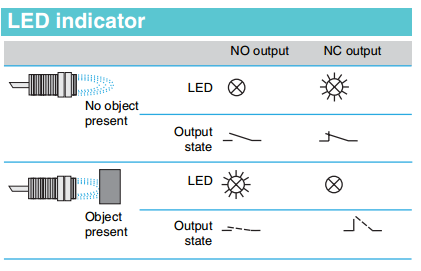 LED indicator
NO output NC output
LED
No object
present
Output
state
LED
Object
present
Output
state